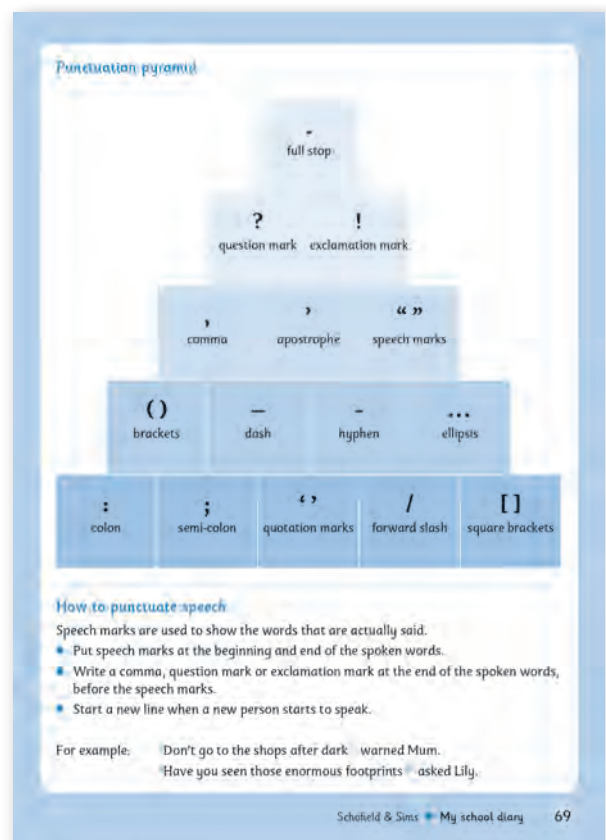 Punctuation pyramid
.
full stop
? !
question mark exclamation mark
, ’ “ ”
comma apostrophe speech marks
( ) – - ...
brackets dash hyphen ellipsis
: ; ‘ ’ / [ ]
colon semi-colon quotation marks forward slash square brackets
How to punctuate speech
Speech marks are used to show the words that are actually said.
• Put speech marks at the beginning and end of the spoken words.
• Write a comma, question mark or exclamation mark at the end of the spoken words,
before the speech marks.
• Start a new line when a new person starts to speak.
For example: Don’t go to the shops after dark warned Mum.
Have you seen those enormous footprints asked Lily.
Schofield & Sims • My school diary 69